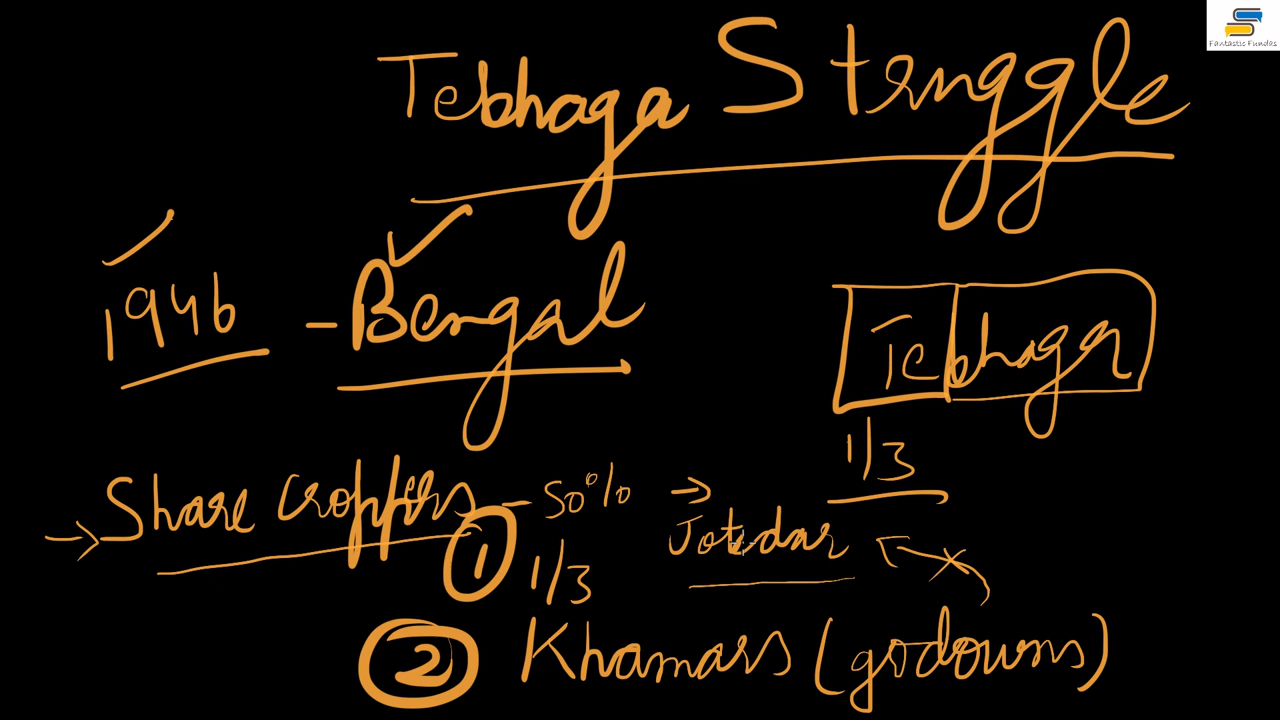 Fantastic Fundas
Tebhaga Struggle
1946 - Bengal
Tebhaga
1/3
→ Share croppers - 50% → Jotedar
① 1/3
② Khamars (godowns)